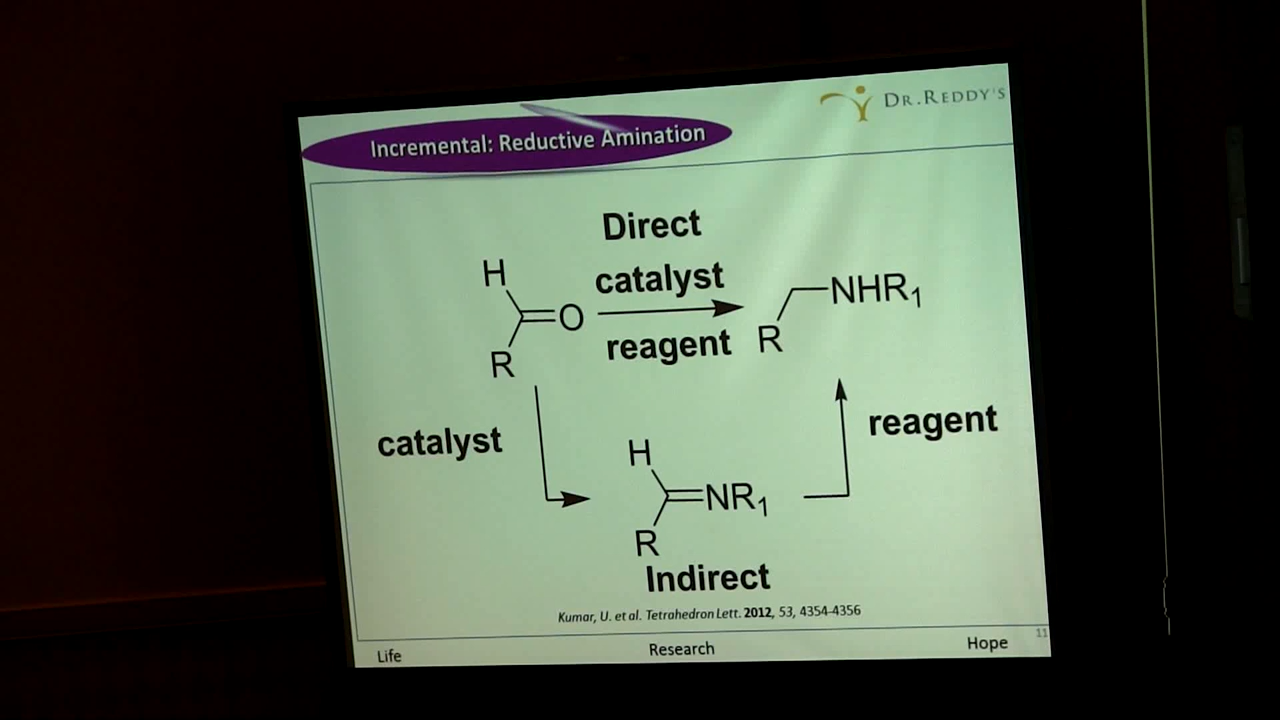 DR.REDDY'S
Incremental: Reductive Amination
Direct
catalyst
reagent
H
O
R
NHR1
R
catalyst
reagent
H
NR1
R
Indirect
Kumar, U. et al. Tetrahedron Lett. 2012, 53, 4354-4356
11
Life
Research
Hope